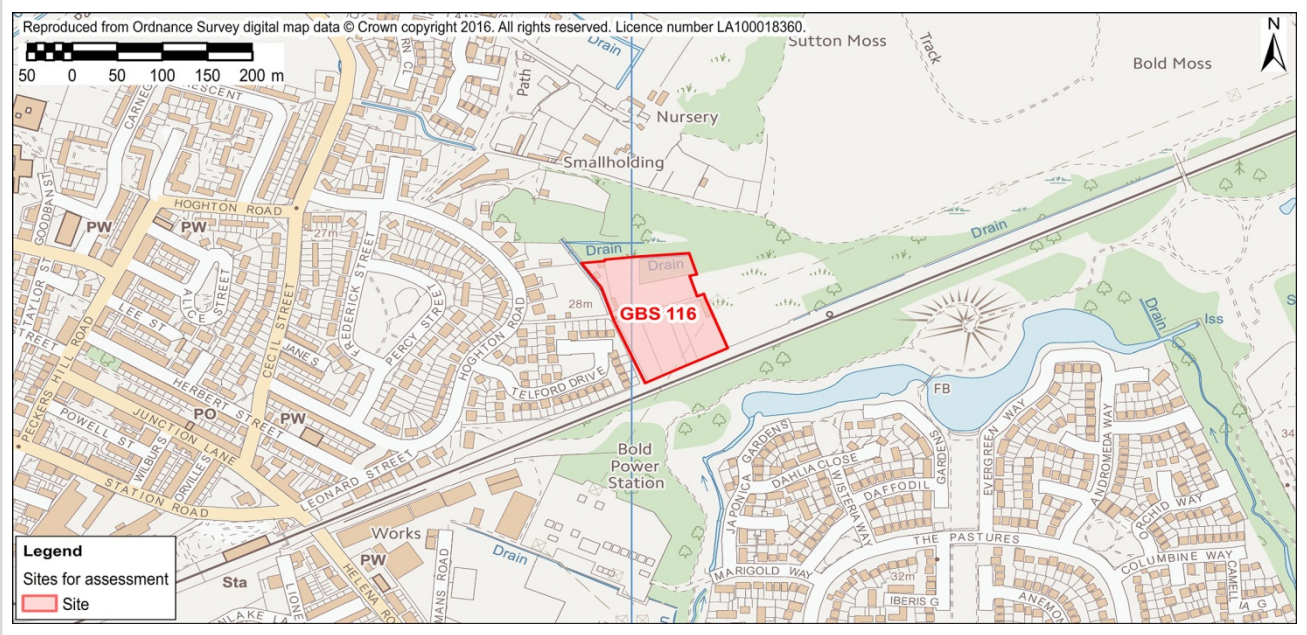 Reproduced from Ordnance Survey digital map data © Crown copyright 2016. All rights reserved. Licence number LA100018360.
50 0 50 100 150 200 m
N
Drain
Sutton Moss
Track
Bold Moss
Path
Nursery
Smallholding
CRESCENT
GOODBAN ST
HOGHTON ROAD
PW
PW
27m
TAYLOR ST
LEE ST
ALICE
STREET
CECIL STREET
FREDERICK STREET
PERCY STREET
HOGHTON ROAD
Drain
Drain
Drain
28m
GBS 116
TELFORD DRIVE
STREET
PECKERS HILL ROAD
HERBERT STREET
POWELL ST
JUNCTION LANE
PO
PW
STATION ROAD
LEONARD STREET
Drain
FB
Bold
Power
Station
JAPONICA GARDENS
DAHLIA CLOSE
WISTERIA WAY
DAFFODIL
GARDENS
EVERGREEN WAY
ANDROMEDA WAY
ORCHID WAY
34
THE PASTURES
COLUMBINE WAY
MARIGOLD WAY
32m
IBERIS G
Works
Drain
PW
Sta
Legend
Sites for assessment
Site